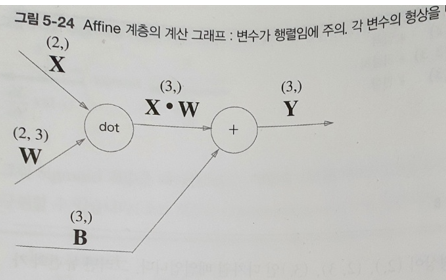 그림 5-24 Affine 계층의 계산 그래프 : 변수가 행렬임에 주의. 각 변수의 형상을
(2,)
X
(3,)
X • W
(3,)
Y
dot
+
(2, 3)
W
(3,)
B